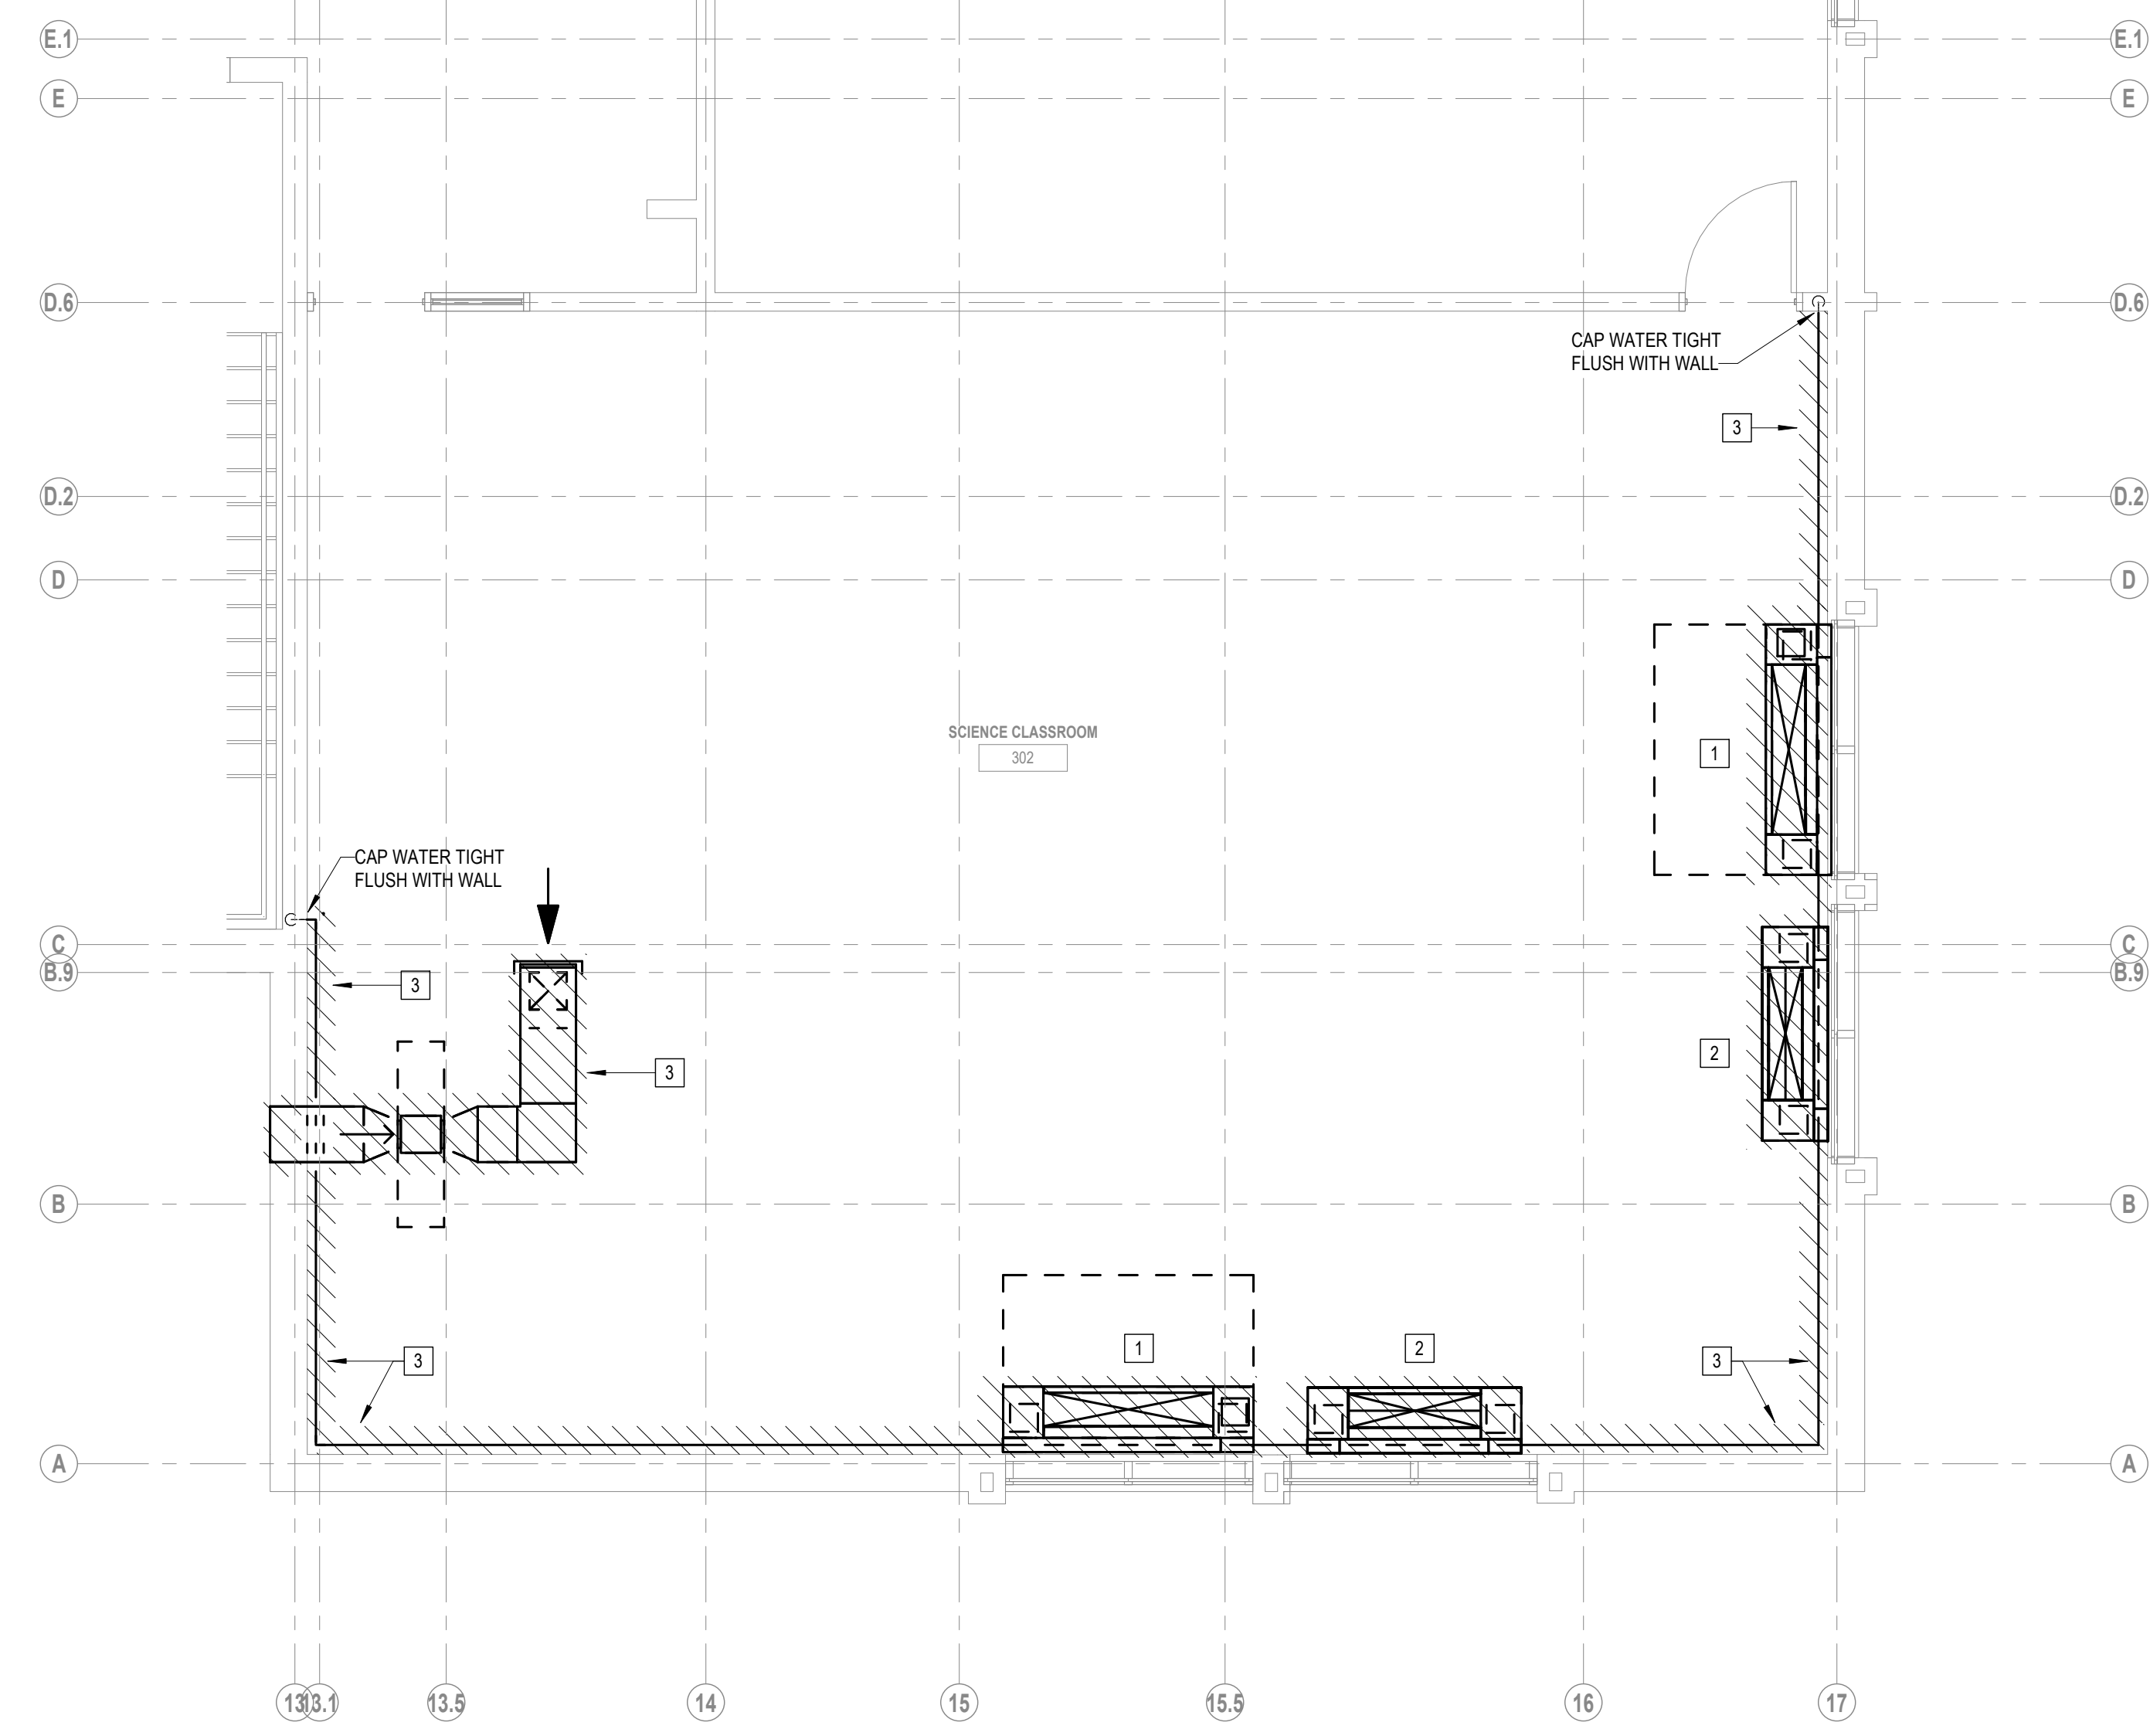 E.1
E.1
E
E
D.6
D.6
CAP WATER TIGHT
FLUSH WITH WALL
3
D.2
D.2
D
D
SCIENCE CLASSROOM
302
1
CAP WATER TIGHT
FLUSH WITH WALL
C
C
B.9
B.9
3
2
3
B
B
1
2
3
3
A
A
13
13.1
13.5
14
15
15.5
16
17